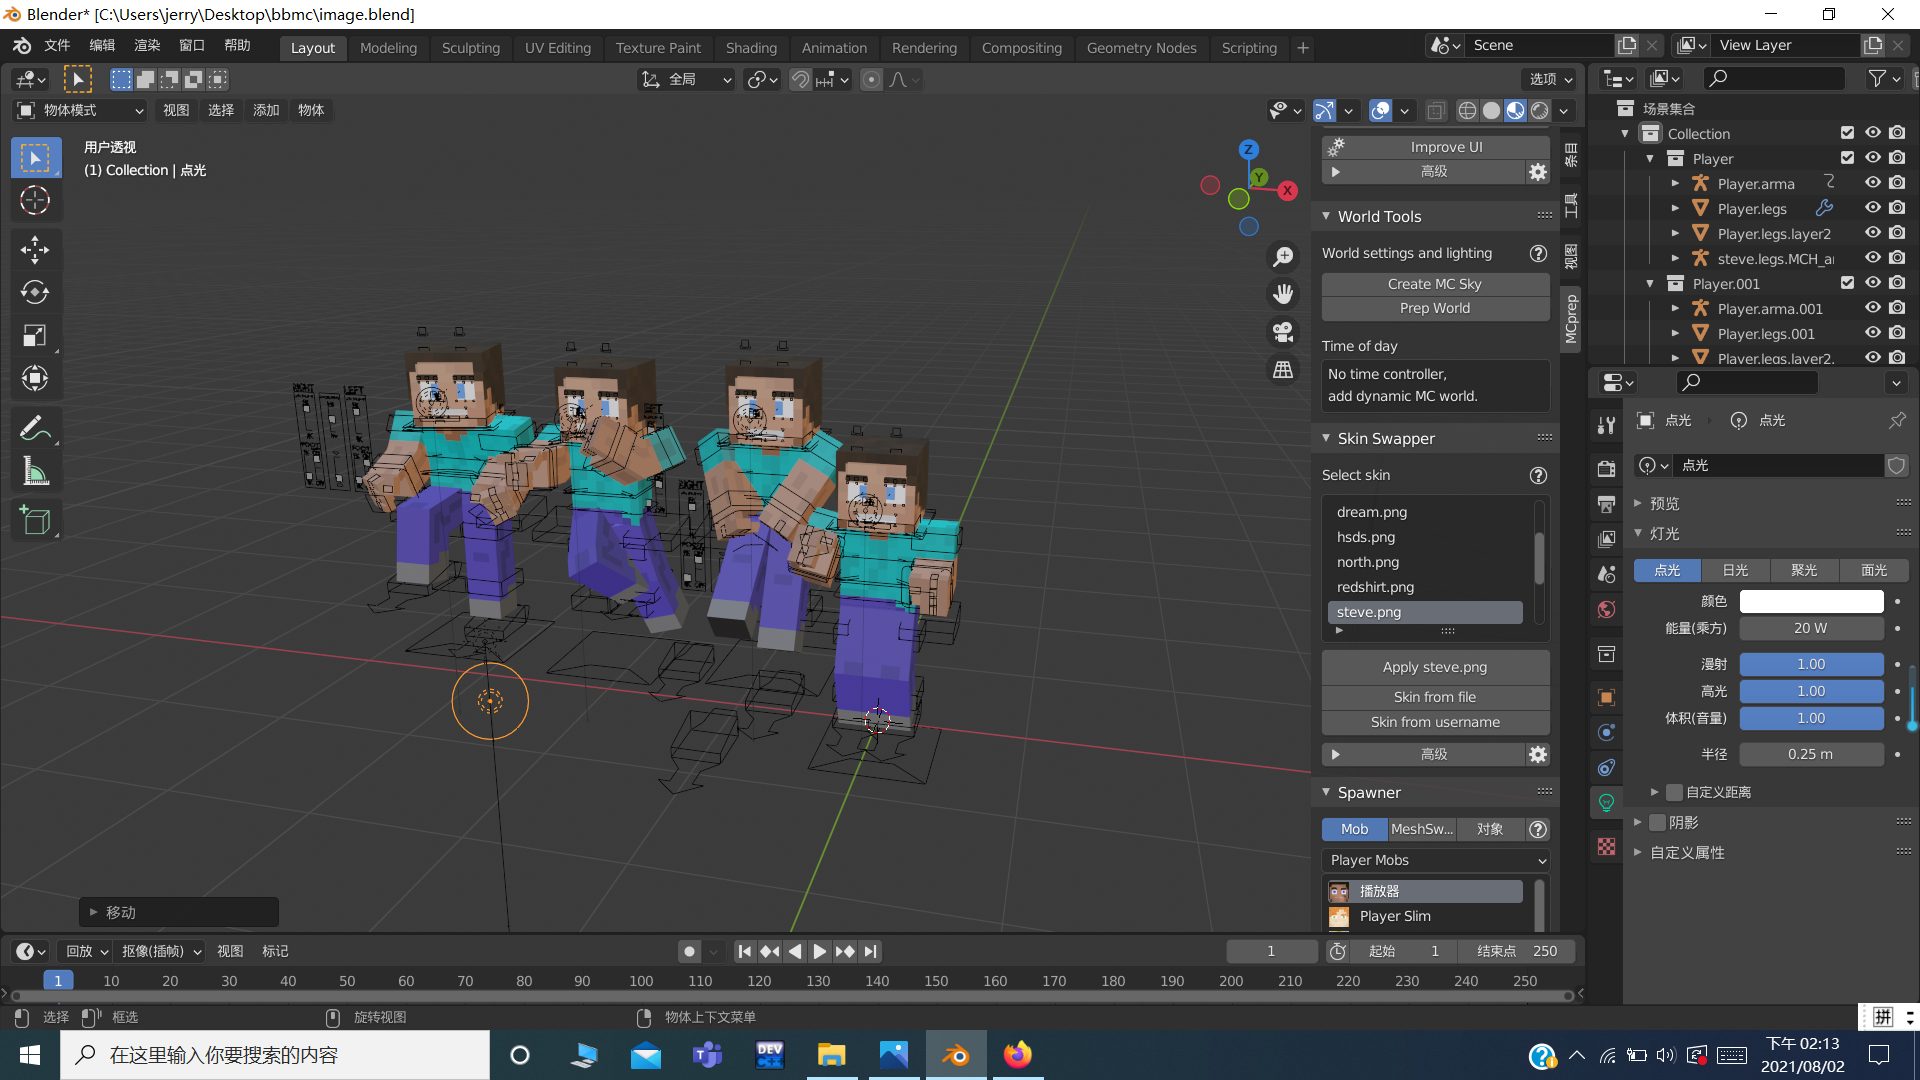 Blender* [C:\Users\jerry\Desktop\bbmc\image.blend]
文件 编辑 渲染 窗口 帮助 Layout Modeling Sculpting UV Editing Texture Paint Shading Animation Rendering Compositing Geometry Nodes Scripting Scene View Layer
全局 选项
物体模式 视图 选择 添加 物体
用户透视
(1) Collection | 点光
Z
Y
X
Improve UI
高级
World Tools
World settings and lighting
Create MC Sky
Prep World
Time of day
No time controller,
add dynamic MC world.
Skin Swapper
Select skin
dream.png
hsds.png
north.png
redshirt.png
steve.png
Apply steve.png
Skin from file
Skin from username
高级
Spawner
Mob MeshSw... 对象
Player Mobs
播放器
Player Slim
条目
工具
视图
MCprep
场景集合
Collection
Player
Player.arma
Player.legs
Player.legs.layer2
steve.legs.MCH_a
Player.001
Player.arma.001
Player.legs.001
Player.legs.layer2.
点光 点光
点光
预览
灯光
点光 日光 聚光 面光
颜色
能量(乘方) 20 W
漫射 1.00
高光 1.00
体积(音量) 1.00
半径 0.25 m
自定义距离
阴影
自定义属性
RIGHT LEFT
RIGHT
移动
回放 抠像(插帧) 视图 标记 1 起始 1 结束点 250
1 10 20 30 40 50 60 70 80 90 100 110 120 130 140 150 160 170 180 190 200 210 220 230 240 250
选择 框选 旋转视图 物体上下文菜单
拼
在这里输入你要搜索的内容
DEV C++
下午 02:13
2021/08/02